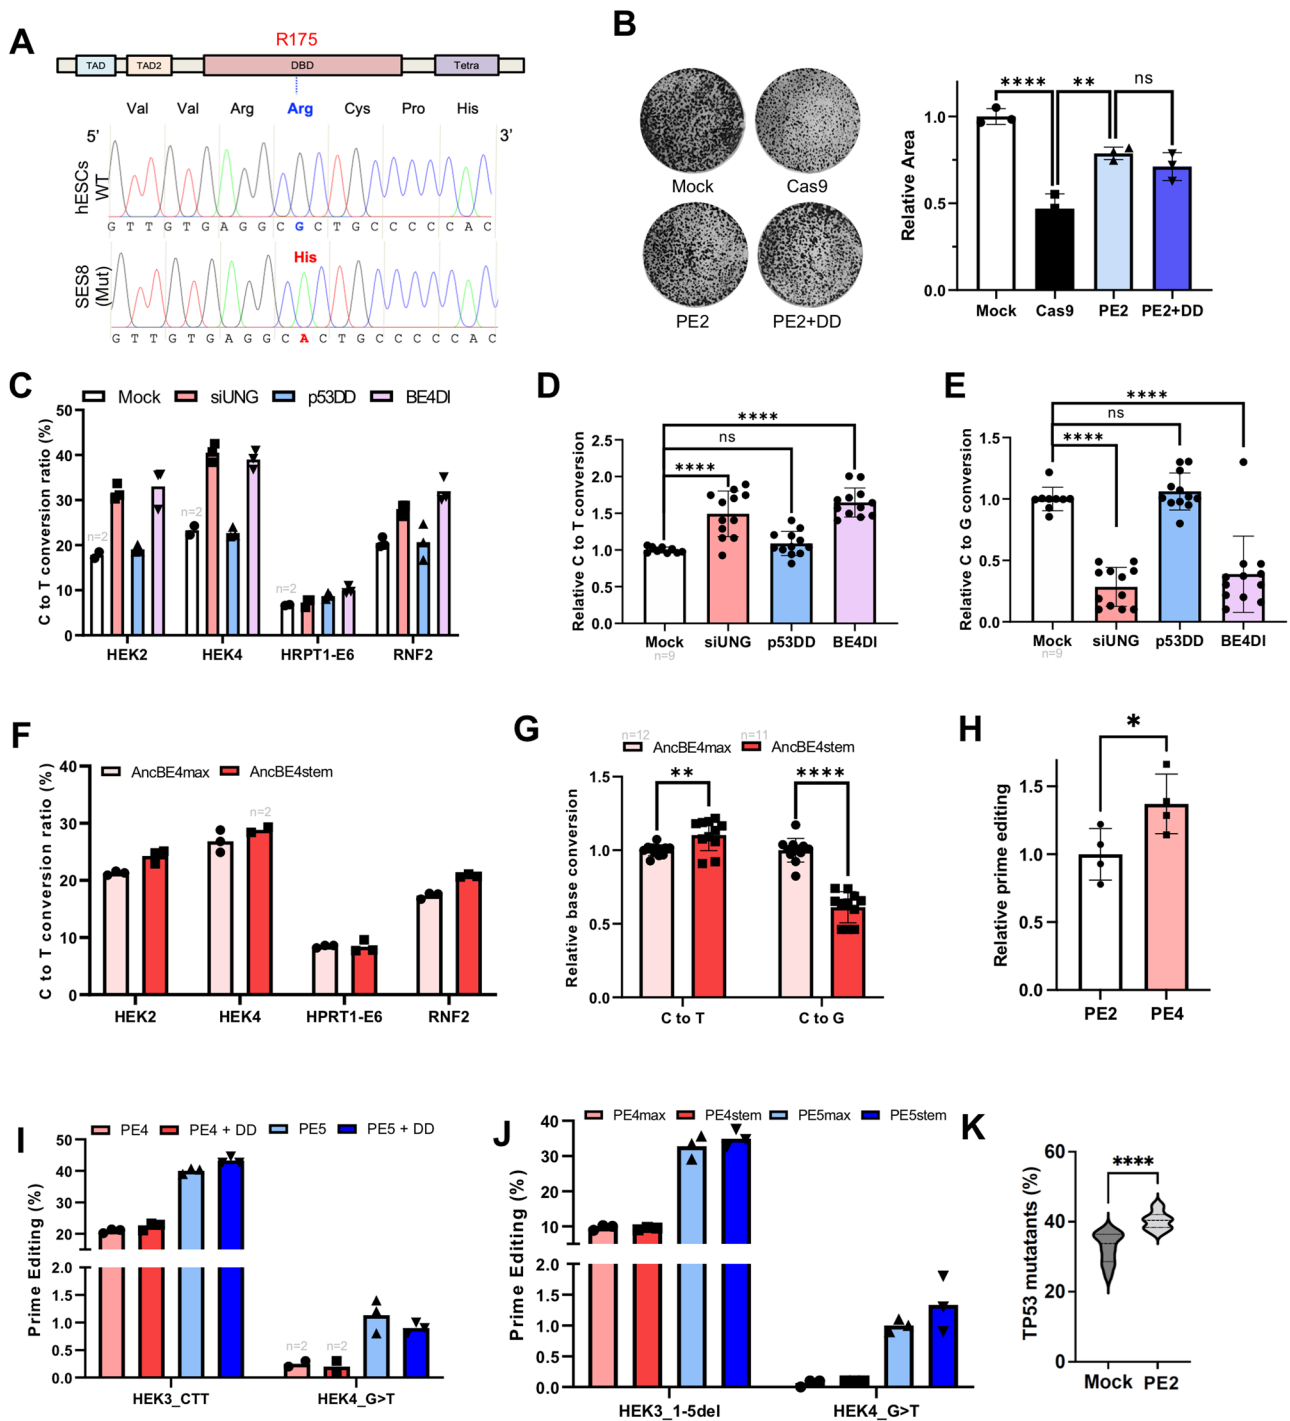 A
R175
TAD
TAD2
DBD
Tetra
Val Val Arg Arg Cys Pro His
5'
3'
hESCs
WT
G T T G T G A G G C G C T G C C C C C A C
His
SES8
(Mut)
G T T G T G A G G C A C T G C C C C C A C
B
Mock
Cas9
PE2
PE2+DD
**** ** ns
Relative Area
1.0
0.5
0.0
Mock Cas9 PE2 PE2+DD
C
Mock siUNG p53DD BE4DI
C to T conversion ratio (%)
50
40
30
20
10
0
n=2
n=2
n=2
HEK2 HEK4 HRPT1-E6 RNF2
D
****
ns
****
Relative C to T conversion
2.5
2.0
1.5
1.0
0.5
0.0
Mock siUNG p53DD BE4DI
n=9
E
****
ns
****
Relative C to G conversion
1.5
1.0
0.5
0.0
Mock siUNG p53DD BE4DI
n=9
F
AncBE4max AncBE4stem
C to T conversion ratio (%)
40
30
20
10
0
n=2
HEK2 HEK4 HPRT1-E6 RNF2
G
n=12 n=11
AncBE4max AncBE4stem
** ****
Relative base conversion
1.5
1.0
0.5
0.0
C to T C to G
H
*
Relative prime editing
1.5
1.0
0.5
0.0
PE2 PE4
I
PE4 PE4 + DD PE5 PE5 + DD
Prime Editing (%)
50
40
30
20
2.0
1.5
1.0
0.5
0.0
n=2 n=2
HEK3_CTT HEK4_G>T
J
PE4max PE4stem PE5max PE5stem
Prime Editing (%)
40
30
20
10
2.0
1.5
1.0
0.5
0.0
HEK3_1-5del HEK4_G>T
K
****
TP53 mutatants (%)
60
40
20
0
Mock PE2